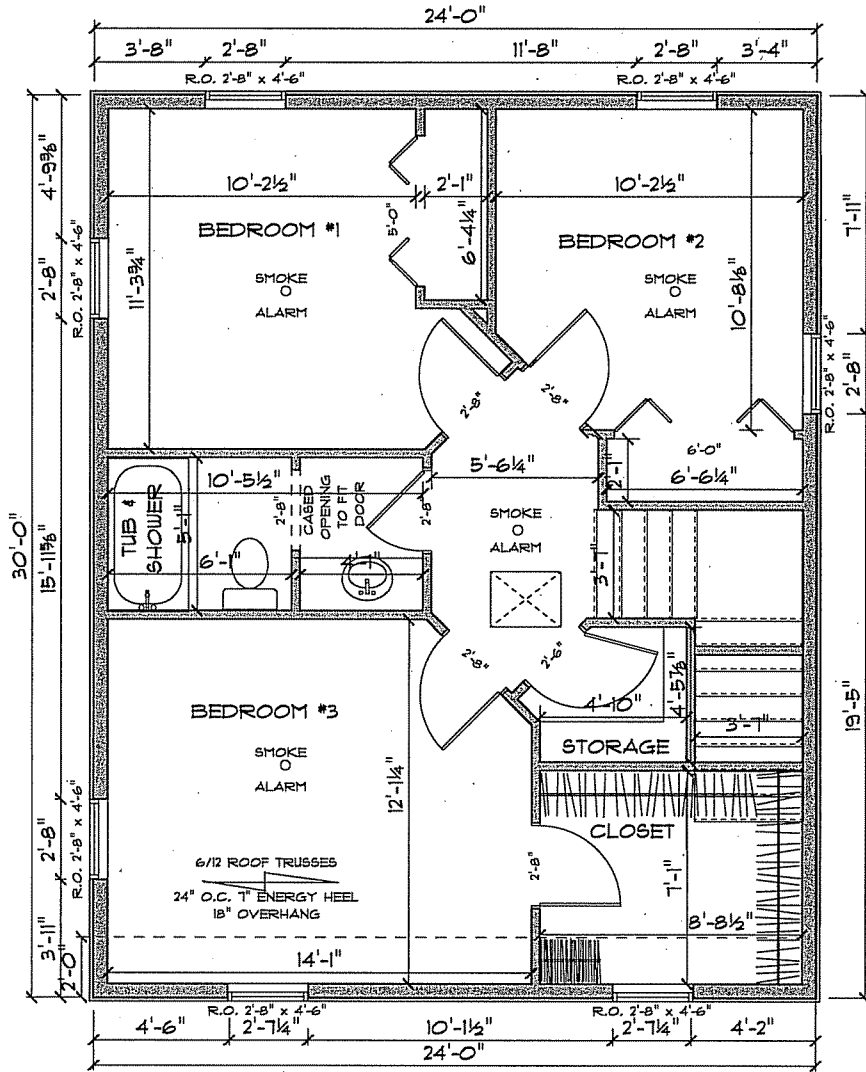 24'-0"
3'-8" 2'-8" 11'-8" 2'-8" 3'-4"
R.O. 2'-8" x 4'-6" R.O. 2'-8" x 4'-6"
4'-9⅜"
2'-8"
R.O. 2'-8" x 4'-6"
10'-2½" 2'-1" 10'-2½"
5'-0"
6'-4¼"
7'-11"
BEDROOM #1
BEDROOM #2
SMOKE
ALARM
SMOKE
ALARM
11'-3¾"
10'-8⅛"
R.O. 2'-8" x 4'-6"
2'-8"
2'-8"
2'-8"
6'-0"
2'-1" 6'-6¼"
5'-6¼"
10'-5½"
TUB &
SHOWER
5'-1"
2'-8"
CASED
OPENING
TO FIT
DOOR
2'-8"
SMOKE
ALARM
6'-1" 4'-1"
3'-7"
30'-0"
15'-11⅝"
2'-8"
2'-6"
4'-5⅞"
BEDROOM #3
4'-10"
3'-7"
19'-5"
STORAGE
SMOKE
ALARM
12'-1¼"
CLOSET
2'-8"
R.O. 2'-8" x 4'-6"
6/12 ROOF TRUSSES
24" O.C. 7" ENERGY HEEL
18" OVERHANG
2'-8"
7'-1"
8'-8½"
3'-11"
2'-0"
14'-1"
R.O. 2'-8" x 4'-6" R.O. 2'-8" x 4'-6"
4'-6" 2'-7¼" 10'-1½" 2'-7¼" 4'-2"
24'-0"